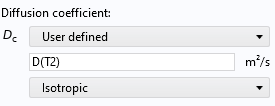 Diffusion coefficient:
Dc User defined
D(T2) m²/s
Isotropic